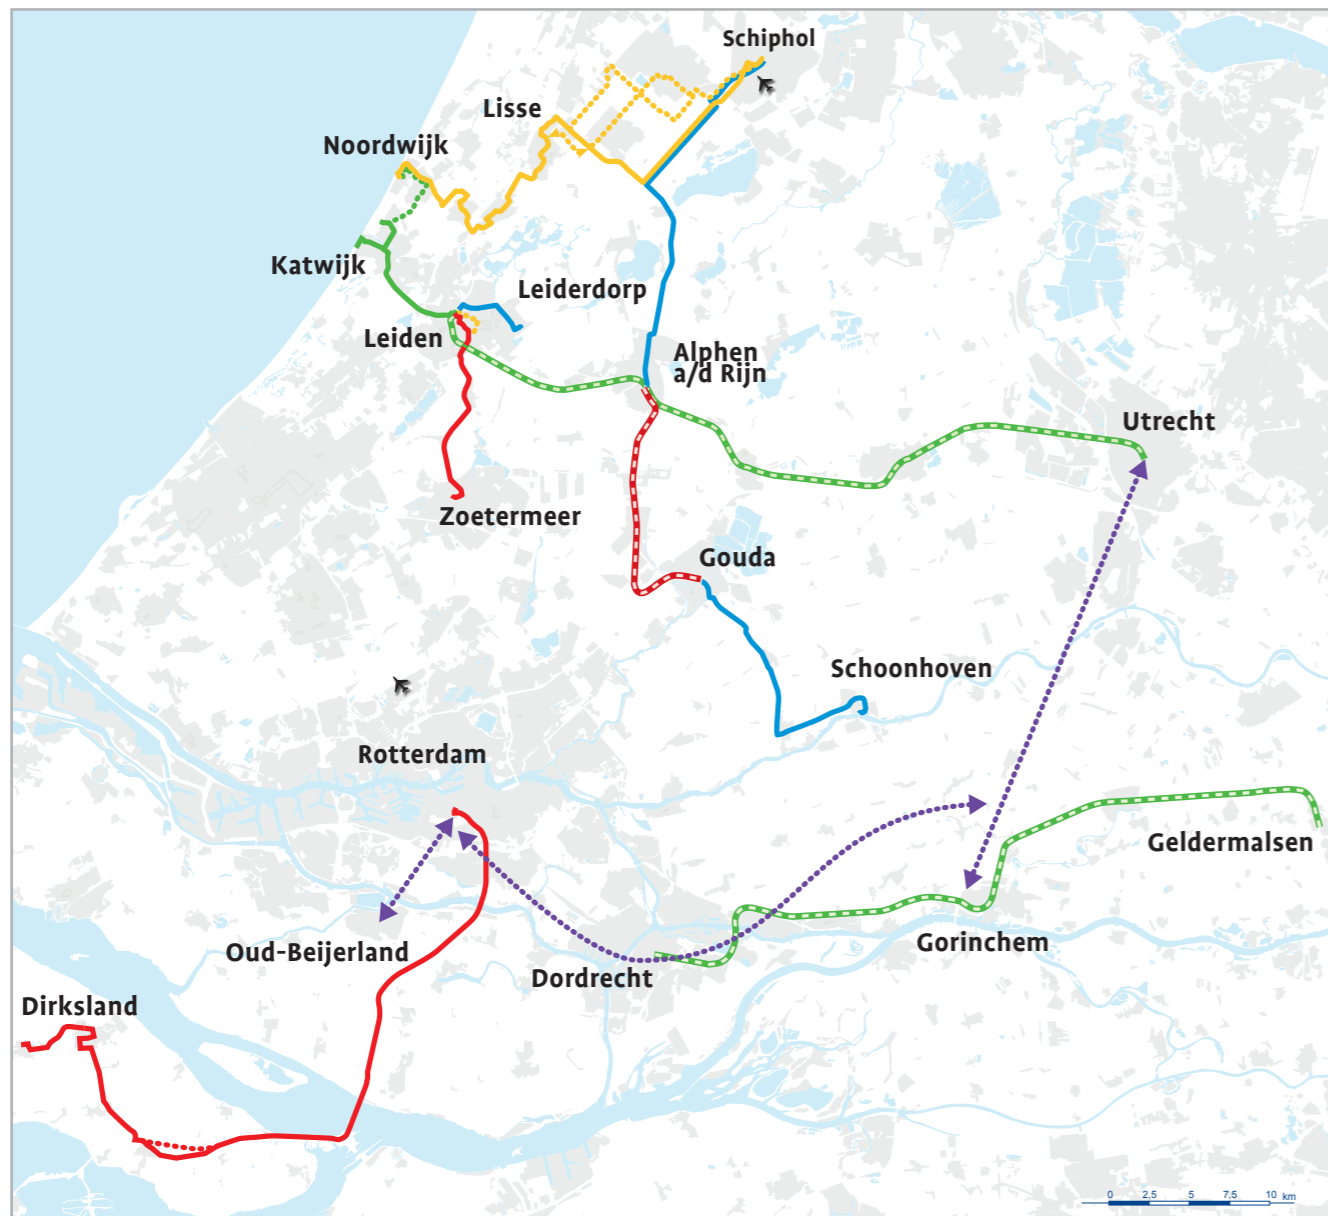 Schiphol
Lisse
Noordwijk
Katwijk
Leiderdorp
Leiden
Alphen
a/d Rijn
Utrecht
Zoetermeer
Gouda
Schoonhoven
Rotterdam
Geldermalsen
Oud-Beijerland
Gorinchem
Dordrecht
Dirksland
0 2,5 5 7,5 10 km